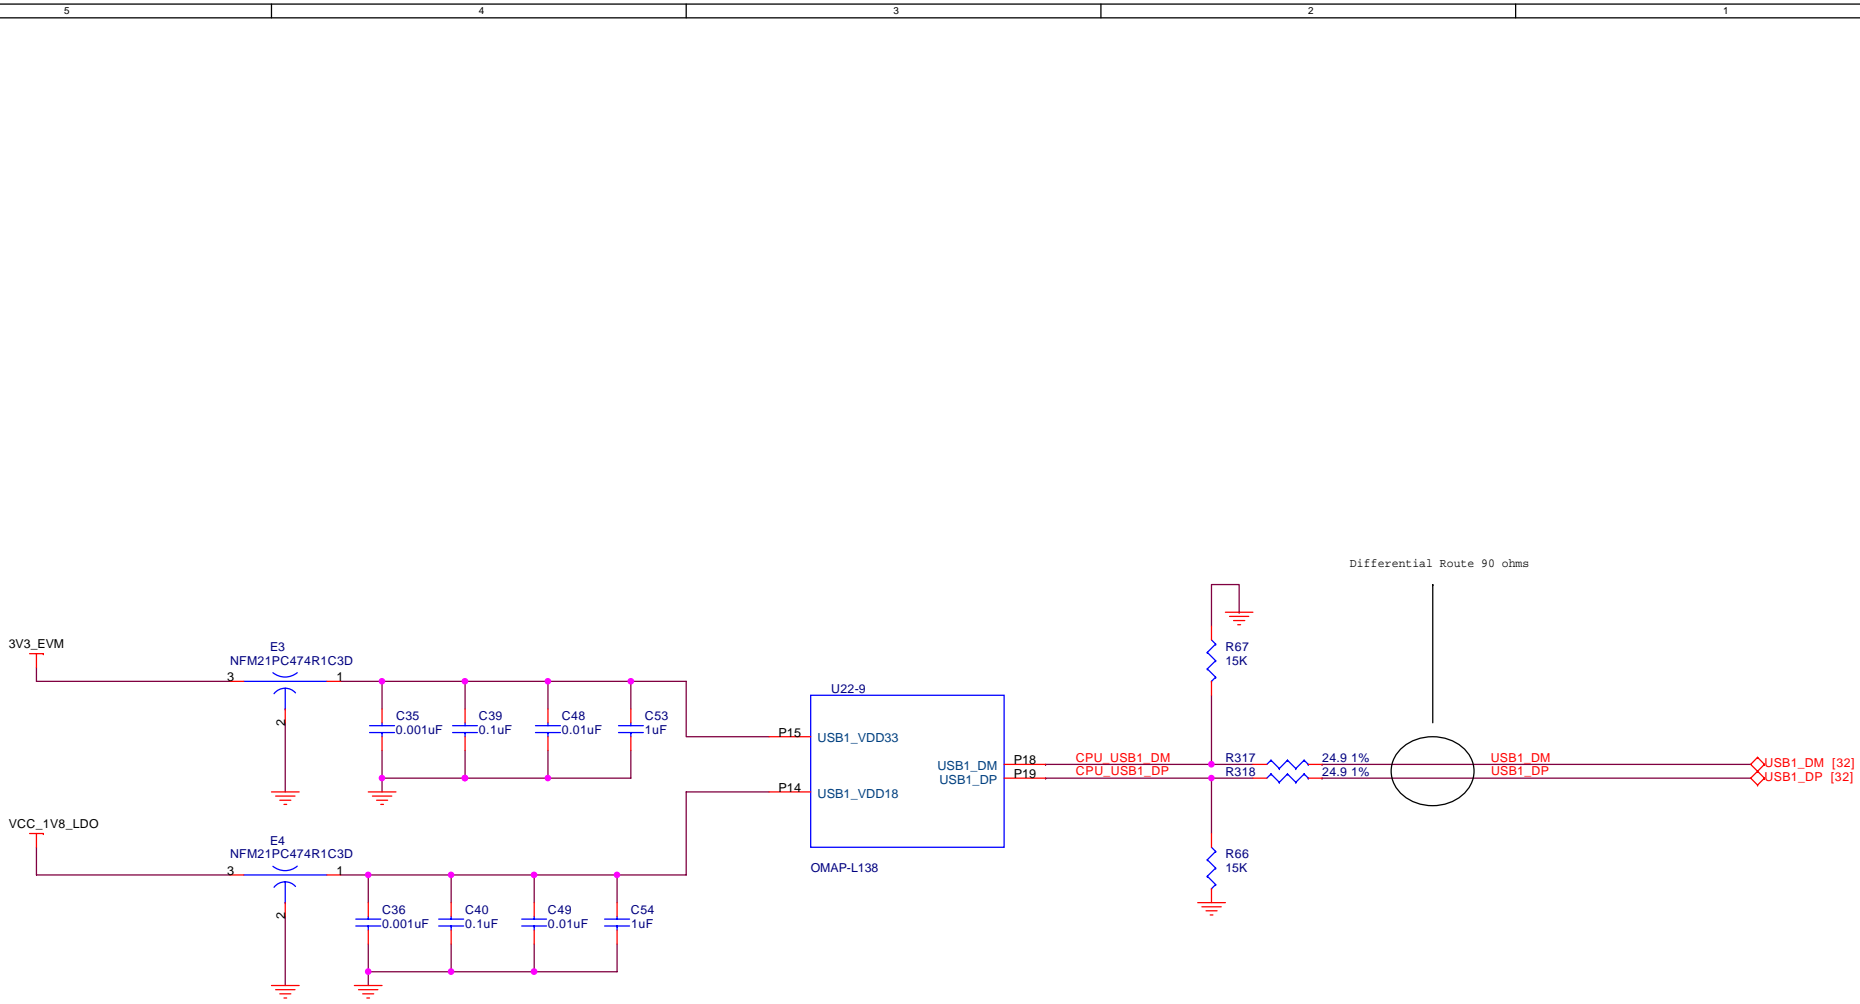 5 4 3 2 1
Differential Route 90 ohms
3V3_EVM
E3
NFM21PC474R1C3D
3 1
2
C35
0.001uF
C39
0.1uF
C48
0.01uF
C53
1uF
VCC_1V8_LDO
E4
NFM21PC474R1C3D
3 1
2
C36
0.001uF
C40
0.1uF
C49
0.01uF
C54
1uF
U22-9
P15 USB1_VDD33
P14 USB1_VDD18
USB1_DM P18
USB1_DP P19
OMAP-L138
CPU_USB1_DM
CPU_USB1_DP
R67
15K
R317 24.9 1%
R318 24.9 1%
R66
15K
USB1_DM
USB1_DP
USB1_DM [32]
USB1_DP [32]